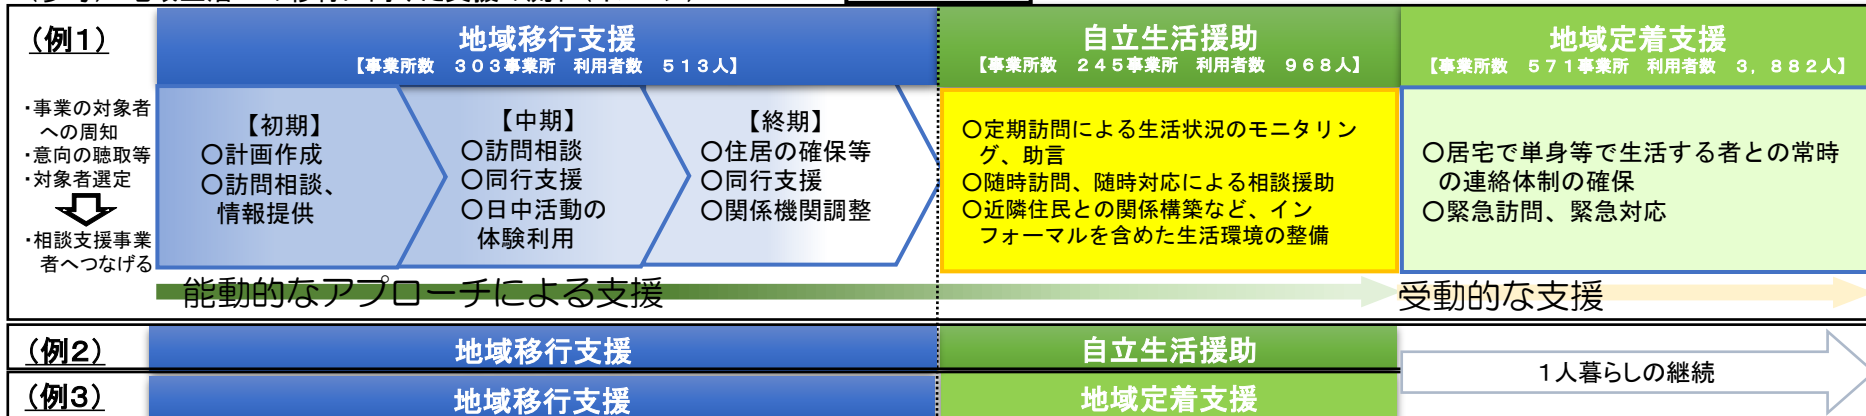 （例１）
地域移行支援
【事業所数　３０３事業所　利用者数　５１３人】
自立生活援助
【事業所数　２４５事業所　利用者数　９６８人】
地域定着支援
【事業所数　５７１事業所　利用者数　３，８８２人】
・事業の対象者
への周知
・意向の聴取等
・対象者選定
・相談支援事業
者へつなげる
【初期】
〇計画作成
〇訪問相談、
情報提供
【中期】
〇訪問相談
〇同行支援
〇日中活動の
体験利用
【終期】
〇住居の確保等
〇同行支援
〇関係機関調整
〇定期訪問による生活状況のモニタリン
グ、助言
〇随時訪問、随時対応による相談援助
〇近隣住民との関係構築など、イン
フォーマルを含めた生活環境の整備
〇居宅で単身等で生活する者との常時
の連絡体制の確保
〇緊急訪問、緊急対応
能動的なアプローチによる支援
受動的な支援
（例２）
地域移行支援
自立生活援助
１人暮らしの継続
（例３）
地域移行支援
地域定着支援